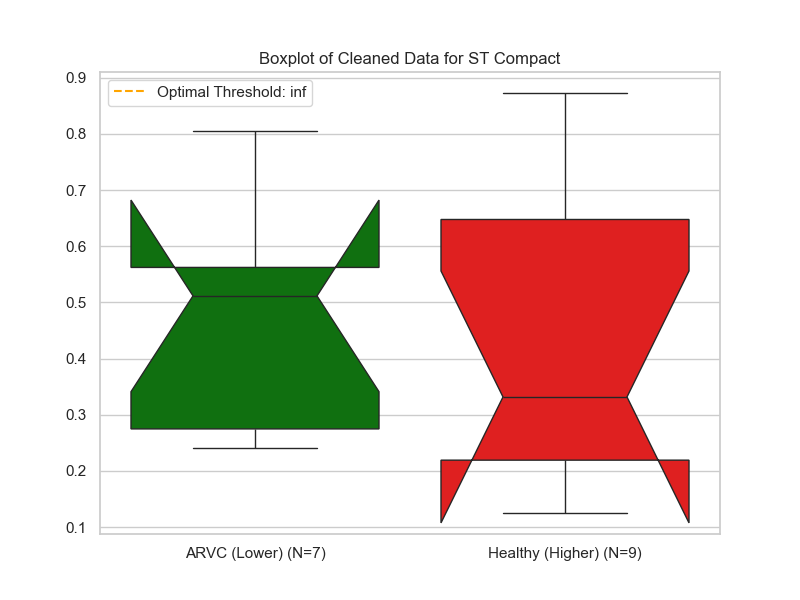 Boxplot of Cleaned Data for ST Compact
Optimal Threshold: inf
0.9
0.8
0.7
0.6
0.5
0.4
0.3
0.2
0.1
ARVC (Lower) (N=7)
Healthy (Higher) (N=9)